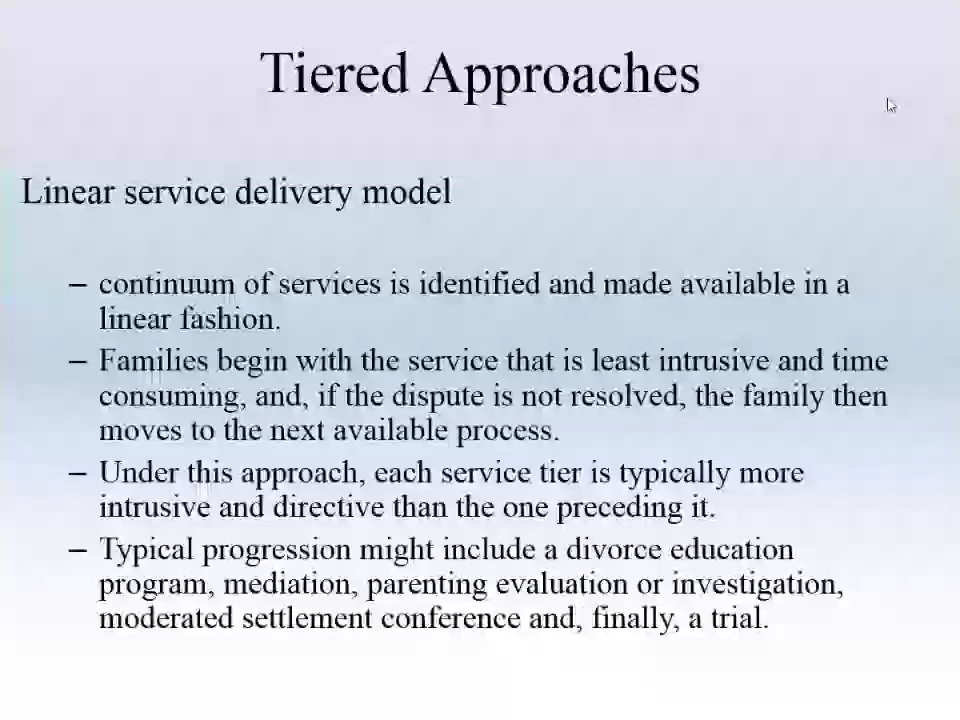 Tiered Approaches
Linear service delivery model
– continuum of services is identified and made available in a
linear fashion.
– Families begin with the service that is least intrusive and time
consuming, and, if the dispute is not resolved, the family then
moves to the next available process.
– Under this approach, each service tier is typically more
intrusive and directive than the one preceding it.
– Typical progression might include a divorce education
program, mediation, parenting evaluation or investigation,
moderated settlement conference and, finally, a trial.